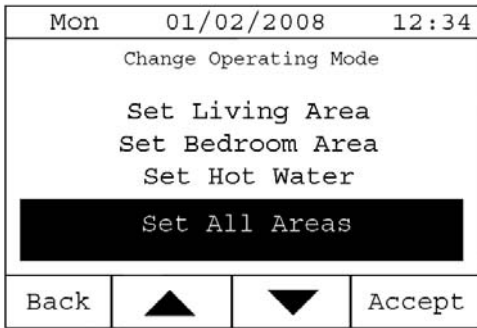 Mon 01/02/2008 12:34
Change Operating Mode
Set Living Area
Set Bedroom Area
Set Hot Water
Set All Areas
Back Accept